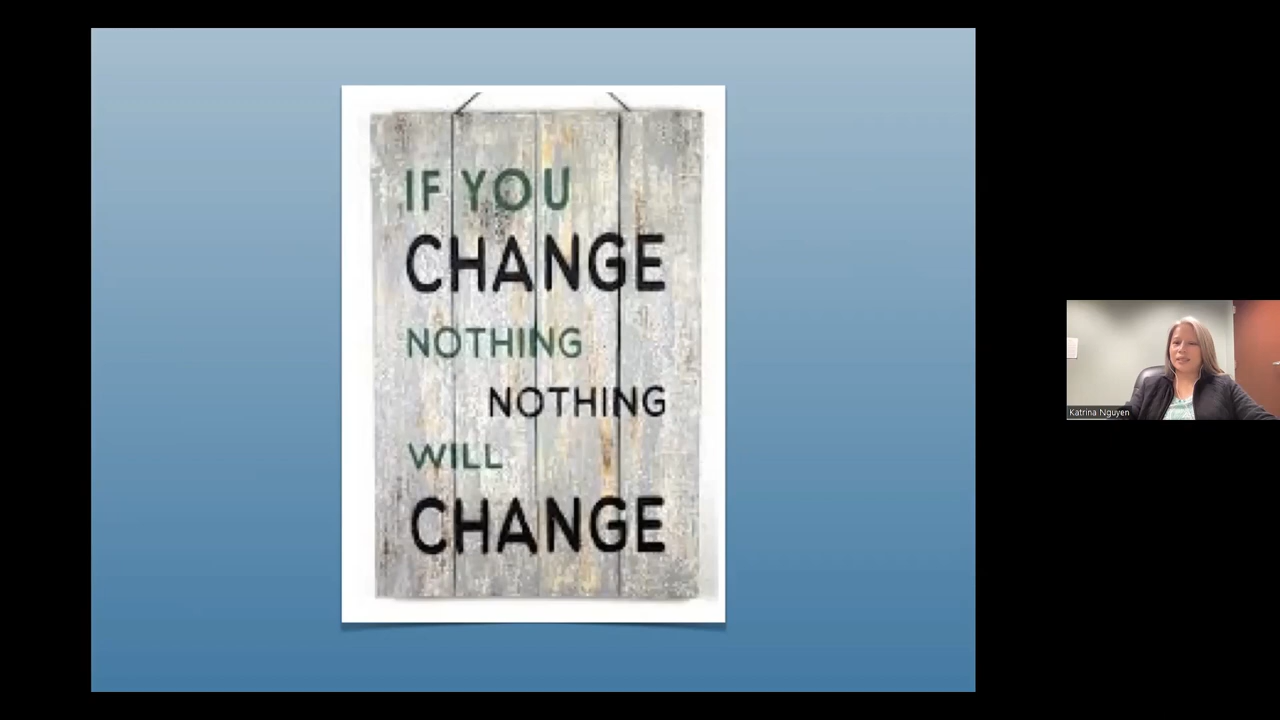 IF YOU
CHANGE
NOTHING
NOTHING
WILL
CHANGE
Katrina Nguyen